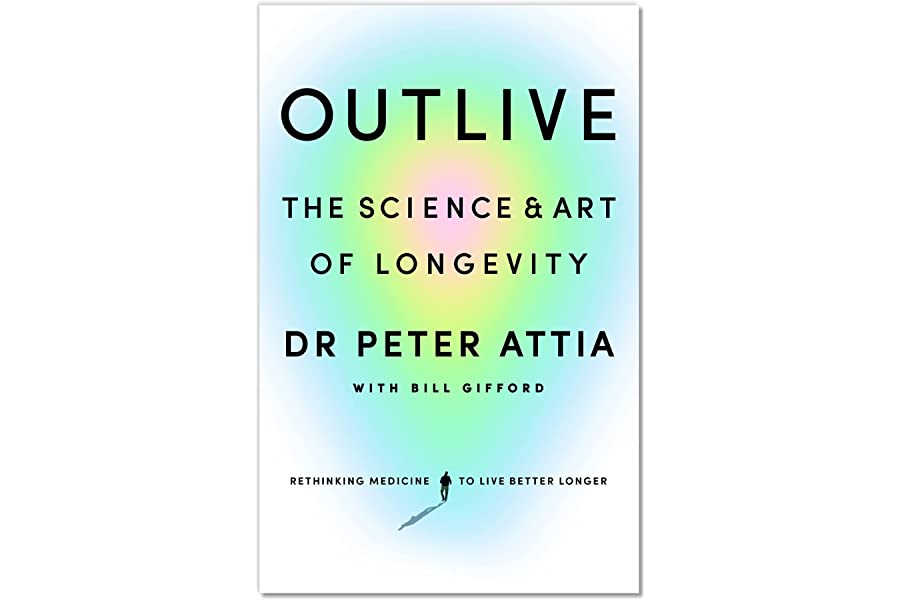 OUTLIVE
THE SCIENCE & ART
OF LONGEVITY
DR PETER ATTIA
WITH BILL GIFFORD
RETHINKING MEDICINE TO LIVE BETTER LONGER